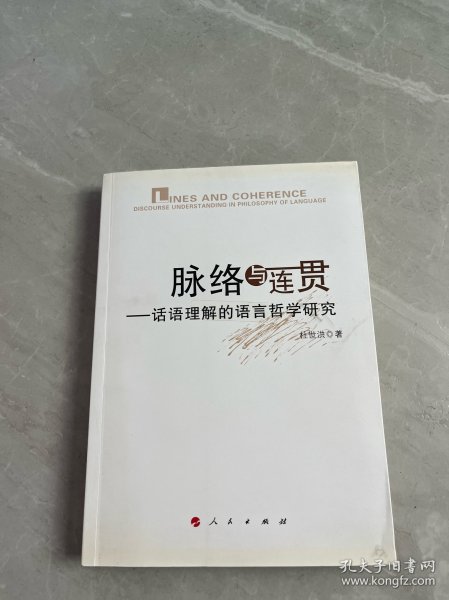 LINES AND COHERENCE
DISCOURSE UNDERSTANDING IN PHILOSOPHY OF LANGUAGE
脉络与连贯
——话语理解的语言哲学研究
杜世洪◎著
人民出版社
孔夫子旧书网
www.kongfz.com